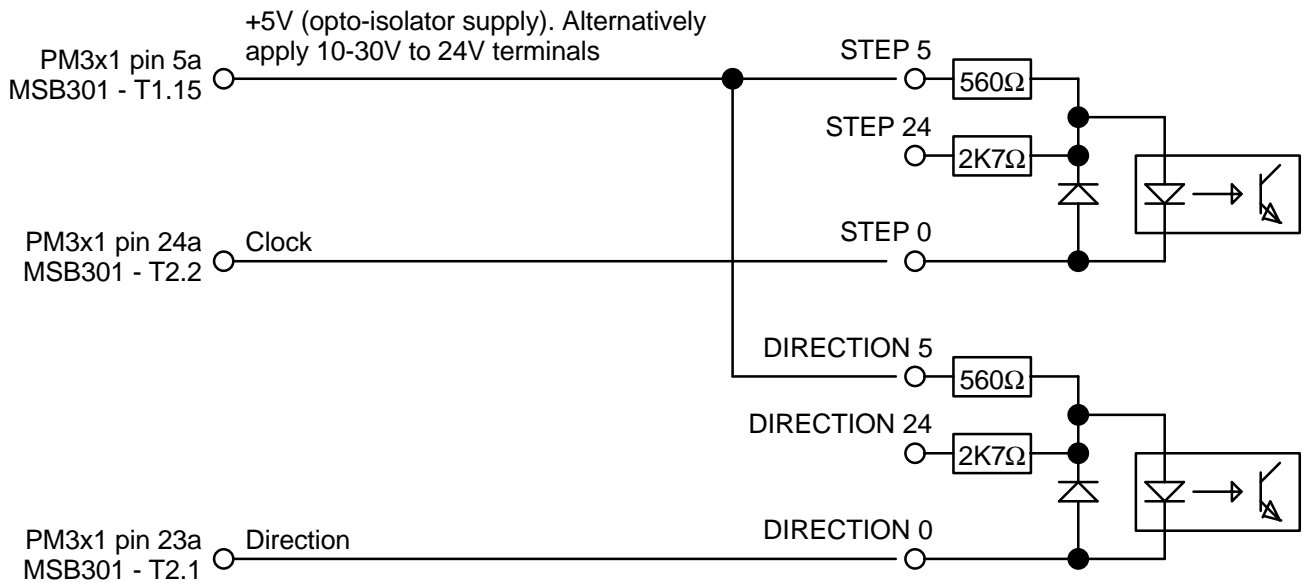 +5V (opto-isolator supply). Alternatively
apply 10-30V to 24V terminals
PM3x1 pin 5a
MSB301 - T1.15
STEP 5
560Ω
STEP 24
2K7Ω
PM3x1 pin 24a
MSB301 - T2.2
Clock
STEP 0
DIRECTION 5
560Ω
DIRECTION 24
2K7Ω
PM3x1 pin 23a
MSB301 - T2.1
Direction
DIRECTION 0